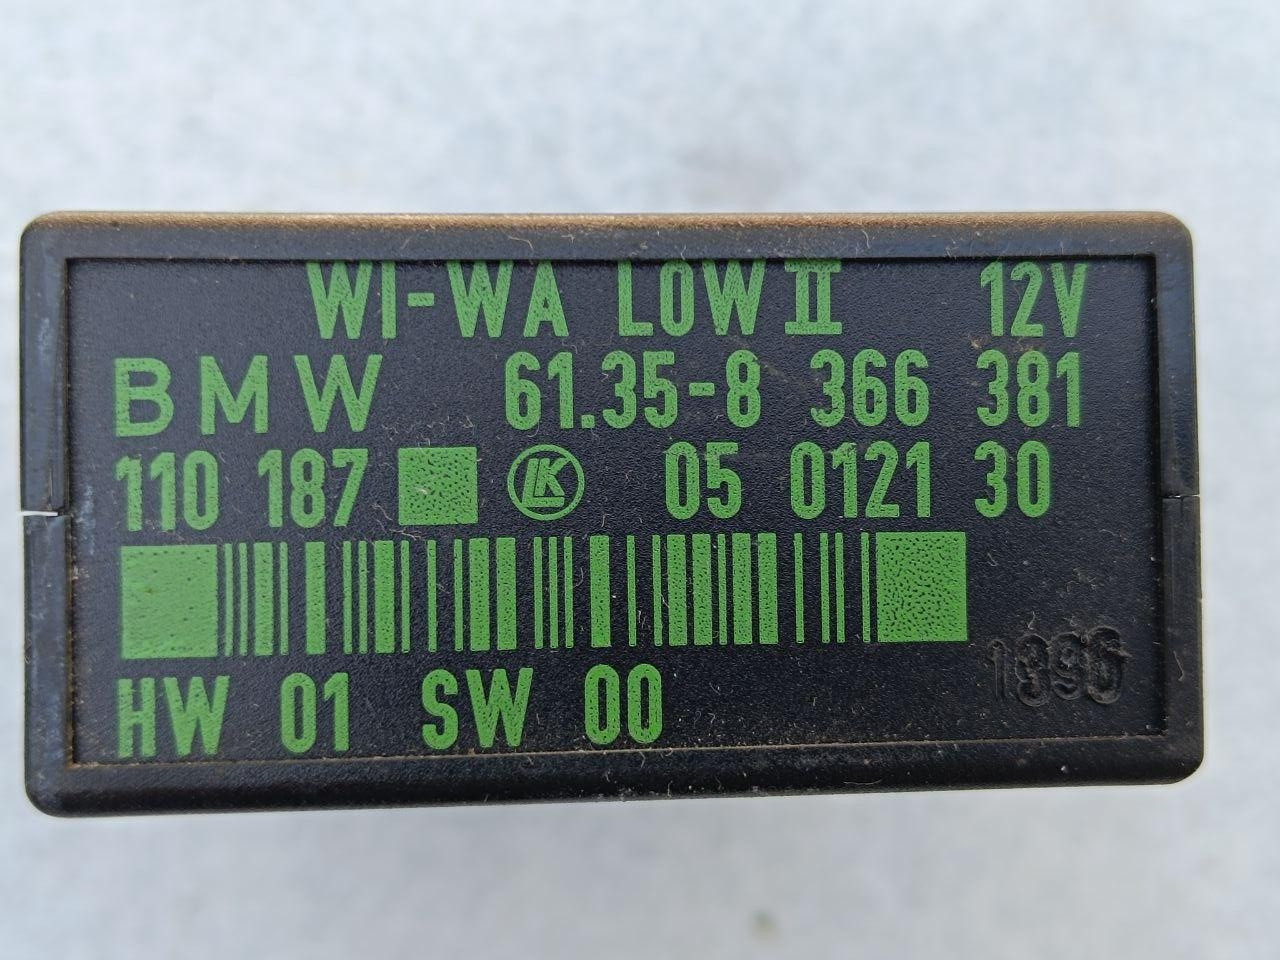 WI-WA LOW II 12V
BMW 61.35-8 366 381
110 187 LK 05 0121 30
HW 01 SW 00